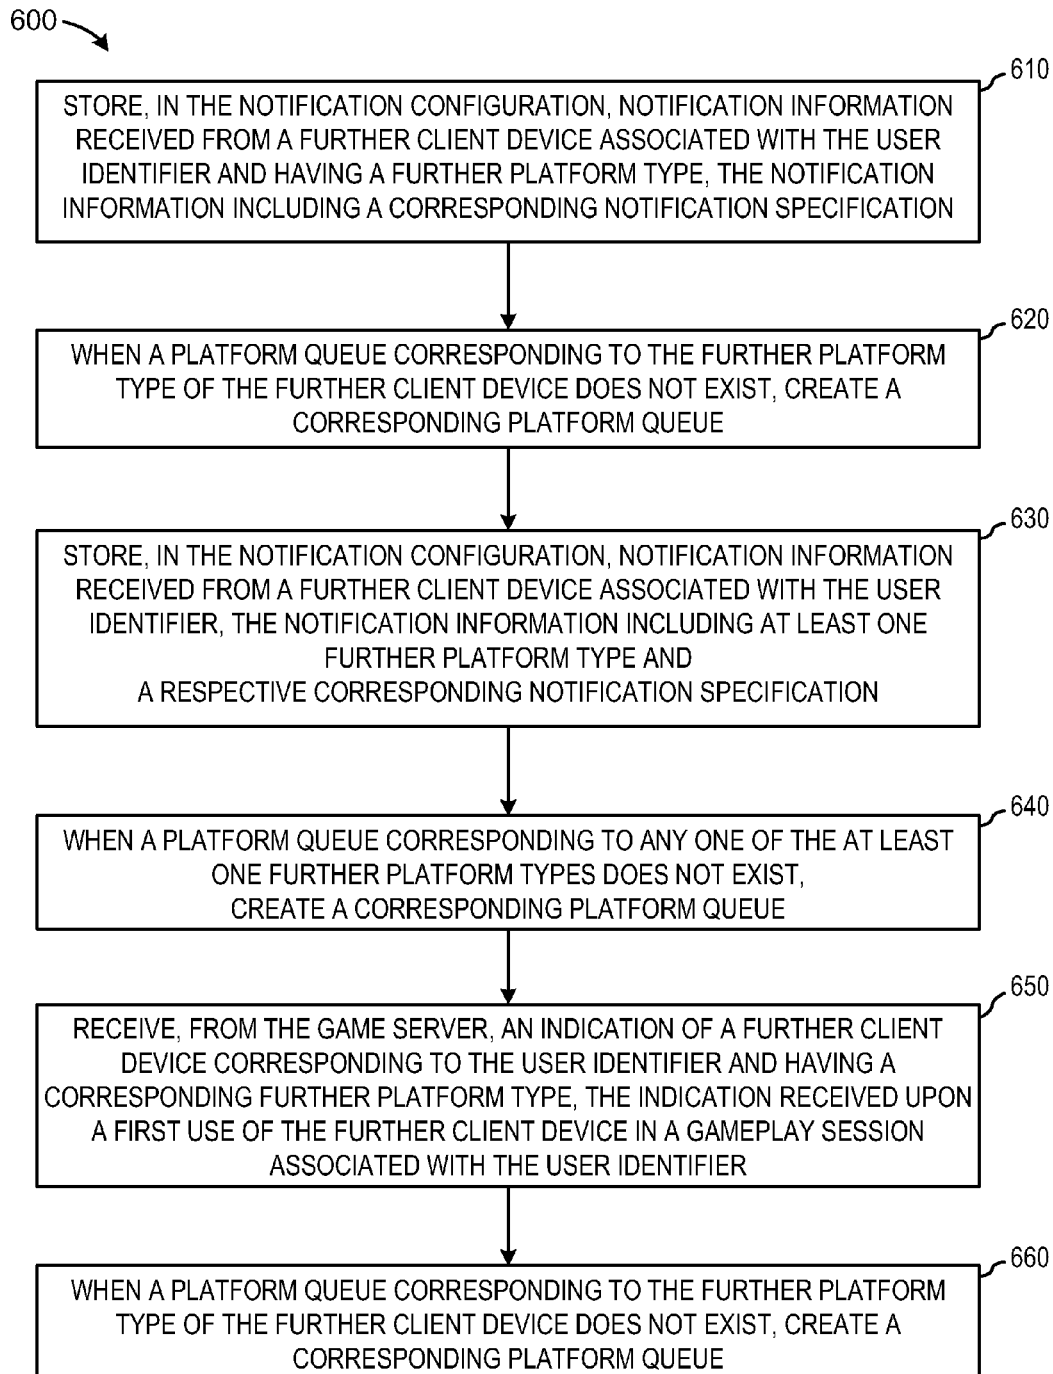 600
610
STORE, IN THE NOTIFICATION CONFIGURATION, NOTIFICATION INFORMATION
RECEIVED FROM A FURTHER CLIENT DEVICE ASSOCIATED WITH THE USER
IDENTIFIER AND HAVING A FURTHER PLATFORM TYPE, THE NOTIFICATION
INFORMATION INCLUDING A CORRESPONDING NOTIFICATION SPECIFICATION
620
WHEN A PLATFORM QUEUE CORRESPONDING TO THE FURTHER PLATFORM
TYPE OF THE FURTHER CLIENT DEVICE DOES NOT EXIST, CREATE A
CORRESPONDING PLATFORM QUEUE
630
STORE, IN THE NOTIFICATION CONFIGURATION, NOTIFICATION INFORMATION
RECEIVED FROM A FURTHER CLIENT DEVICE ASSOCIATED WITH THE USER
IDENTIFIER, THE NOTIFICATION INFORMATION INCLUDING AT LEAST ONE
FURTHER PLATFORM TYPE AND
A RESPECTIVE CORRESPONDING NOTIFICATION SPECIFICATION
640
WHEN A PLATFORM QUEUE CORRESPONDING TO ANY ONE OF THE AT LEAST
ONE FURTHER PLATFORM TYPES DOES NOT EXIST,
CREATE A CORRESPONDING PLATFORM QUEUE
650
RECEIVE, FROM THE GAME SERVER, AN INDICATION OF A FURTHER CLIENT
DEVICE CORRESPONDING TO THE USER IDENTIFIER AND HAVING A
CORRESPONDING FURTHER PLATFORM TYPE, THE INDICATION RECEIVED UPON
A FIRST USE OF THE FURTHER CLIENT DEVICE IN A GAMEPLAY SESSION
ASSOCIATED WITH THE USER IDENTIFIER
660
WHEN A PLATFORM QUEUE CORRESPONDING TO THE FURTHER PLATFORM
TYPE OF THE FURTHER CLIENT DEVICE DOES NOT EXIST, CREATE A
CORRESPONDING PLATFORM QUEUE